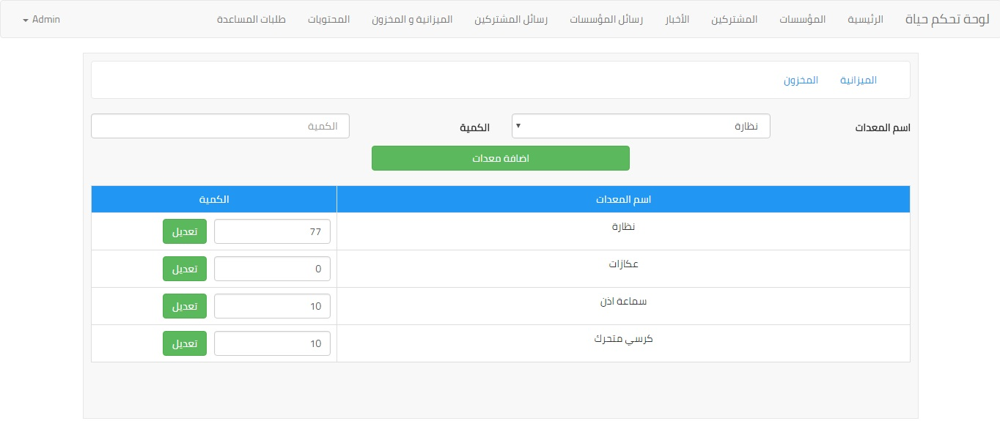 لوحة تحكم حياة الرئيسية المؤسسات المشتركين الأخبار رسائل المؤسسات رسائل المشتركين الميزانية و المخزون المحتويات طلبات المساعدة Admin
الميزانية المخزون
اسم المعدات نظارة الكمية الكمية
اضافة معدات
اسم المعدات الكمية
نظارة 77 تعديل
عكازات 0 تعديل
سماعة اذن 10 تعديل
كرسي متحرك 10 تعديل